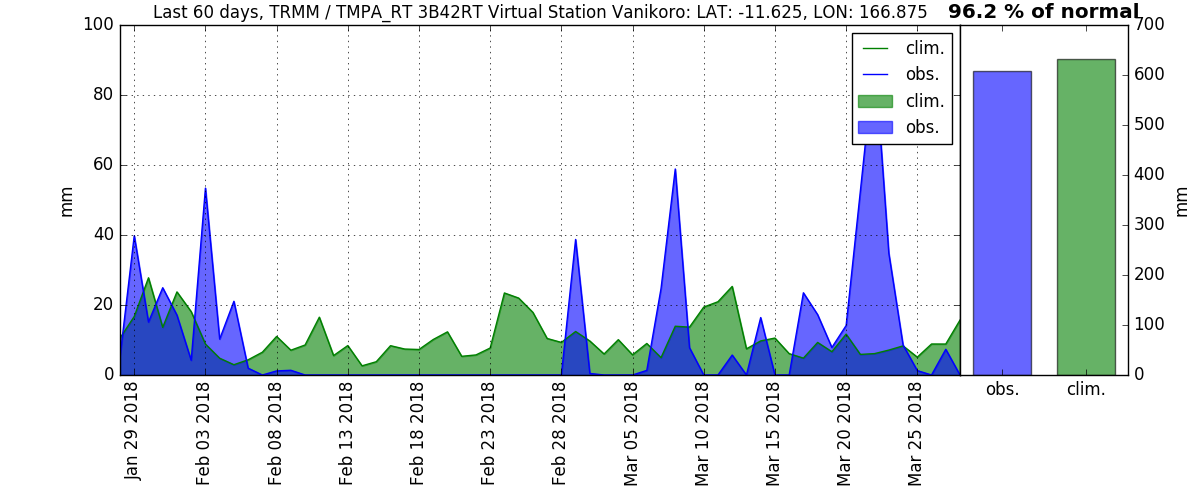 Last 60 days, TRMM / TMPA_RT 3B42RT Virtual Station Vanikoro: LAT: -11.625, LON: 166.875
96.2 % of normal
100
80
60
40
20
0
mm
clim.
obs.
clim.
obs.
700
600
500
400
300
200
100
0
mm
Jan 29 2018
Feb 03 2018
Feb 08 2018
Feb 13 2018
Feb 18 2018
Feb 23 2018
Feb 28 2018
Mar 05 2018
Mar 10 2018
Mar 15 2018
Mar 20 2018
Mar 25 2018
obs.
clim.